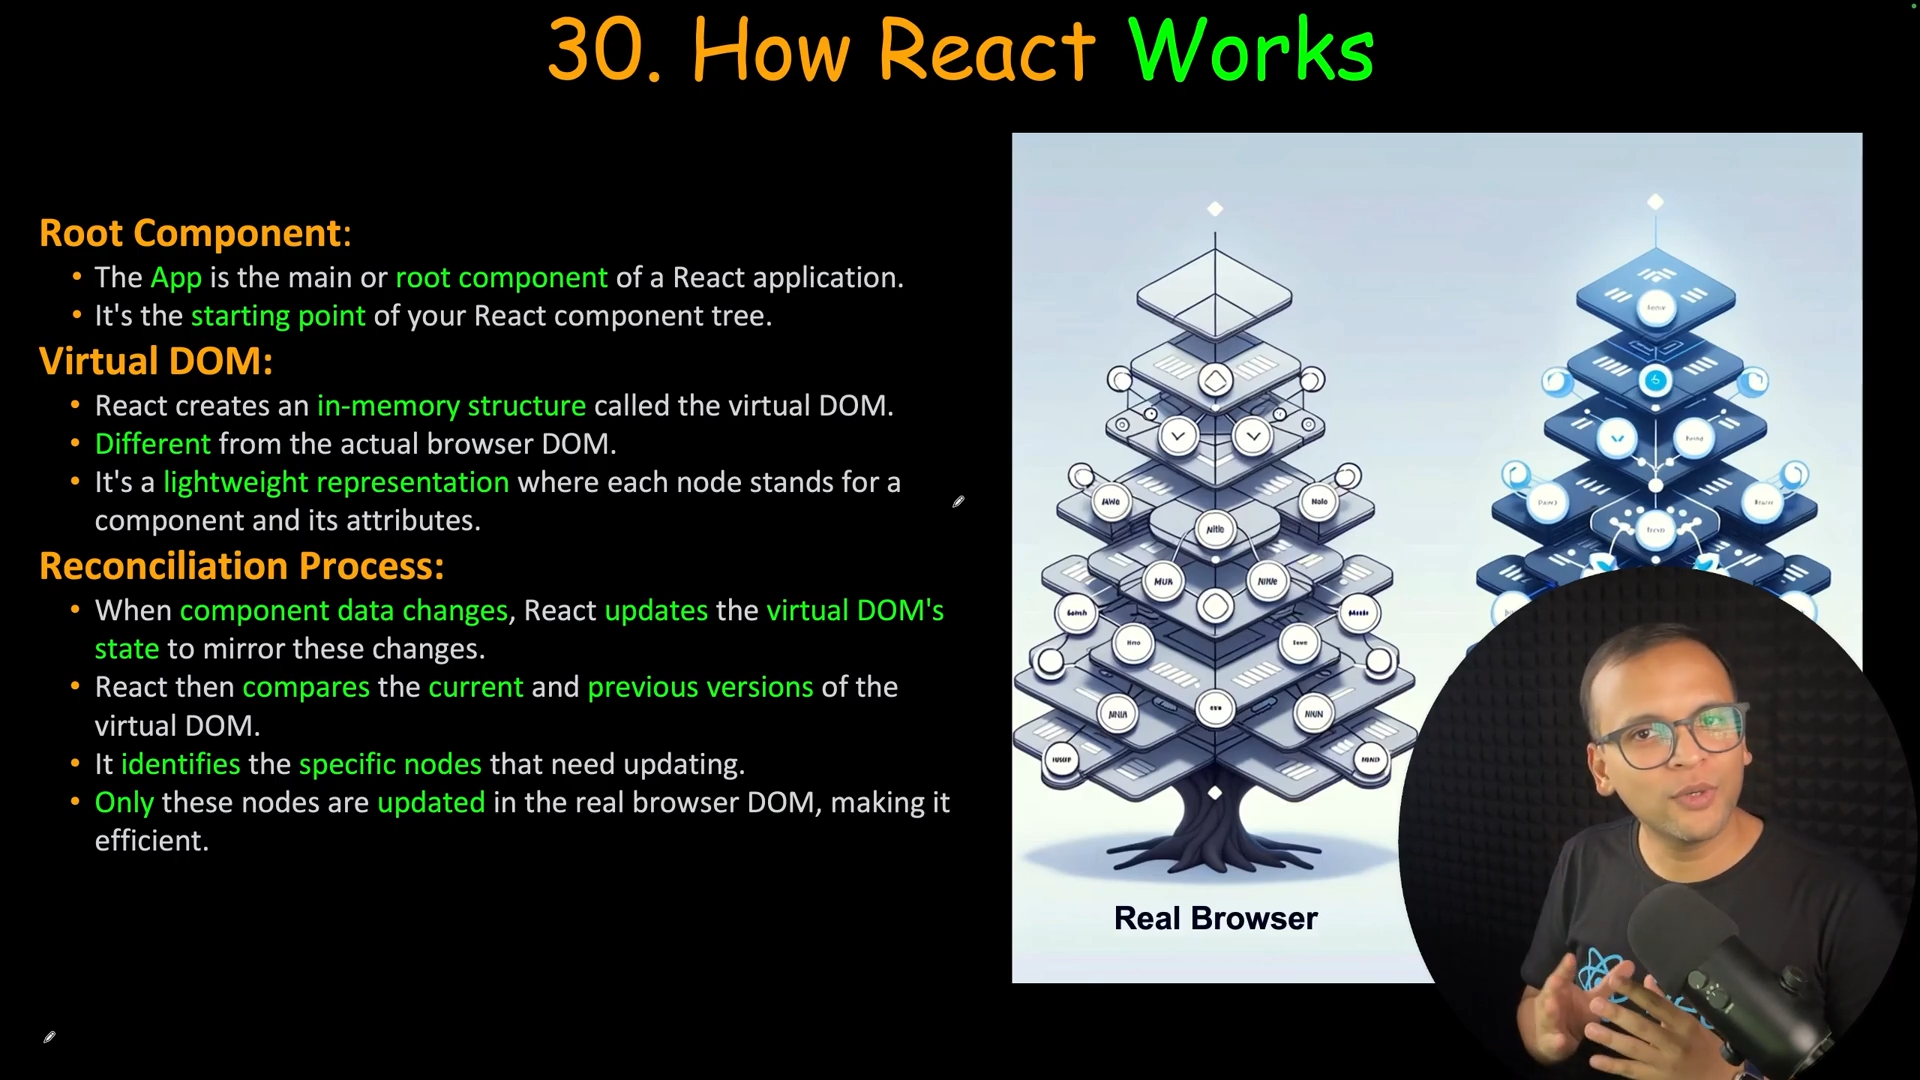 30. How React Works
Root Component:
• The App is the main or root component of a React application.
• It's the starting point of your React component tree.
Virtual DOM:
• React creates an in-memory structure called the virtual DOM.
• Different from the actual browser DOM.
• It's a lightweight representation where each node stands for a
component and its attributes.
Reconciliation Process:
• When component data changes, React updates the virtual DOM's
state to mirror these changes.
• React then compares the current and previous versions of the
virtual DOM.
• It identifies the specific nodes that need updating.
• Only these nodes are updated in the real browser DOM, making it
efficient.
Real Browser